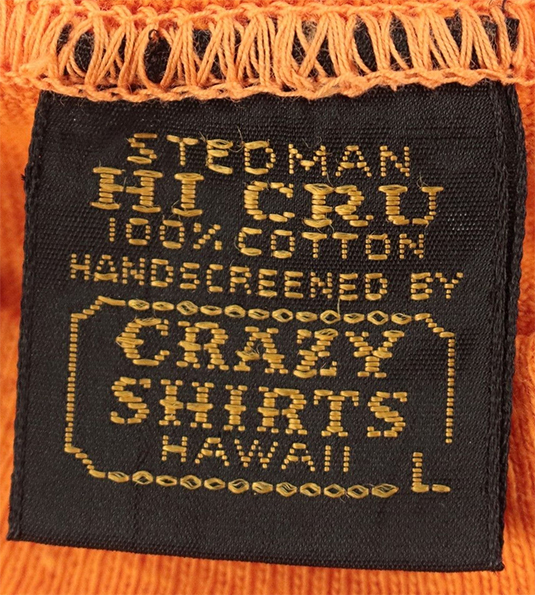 STEDMAN
HI CRU
100% COTTON
HANDSCREENED BY
CRAZY
SHIRTS
HAWAII
L